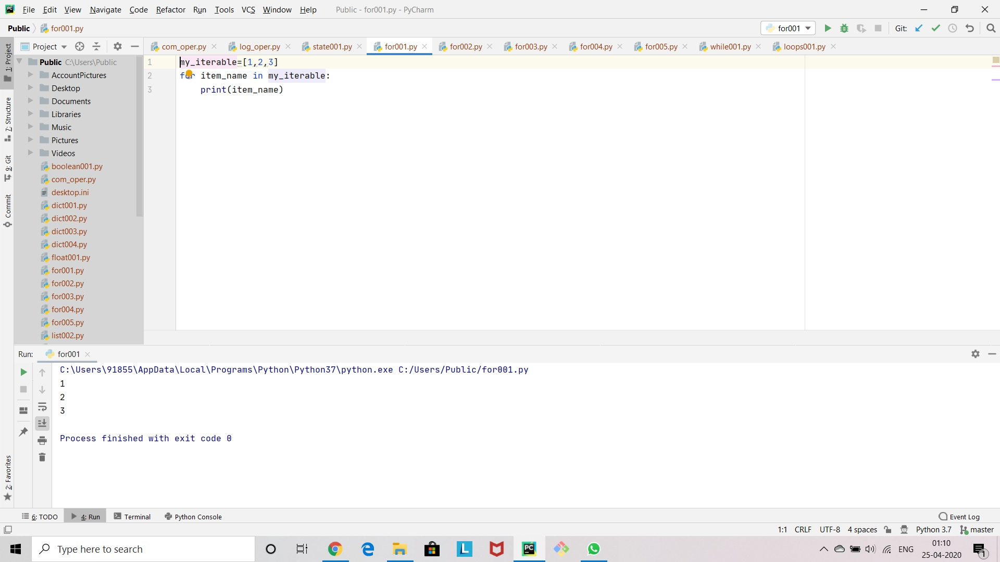 File Edit View Navigate Code Refactor Run Tools VCS Window Help Public - for001.py - PyCharm
Public for001.py for001 Git:
Project com_oper.py log_oper.py state001.py for001.py for002.py for003.py for004.py for005.py while001.py loops001.py
1: Project
7: Structure
9: Git
Commit
2: Favorites
Public C:\Users\Public
AccountPictures
Desktop
Documents
Libraries
Music
Pictures
Videos
boolean001.py
com_oper.py
desktop.ini
dict001.py
dict002.py
dict003.py
dict004.py
float001.py
for001.py
for002.py
for003.py
for004.py
for005.py
list002.py
1 my_iterable=[1,2,3]
2 for item_name in my_iterable:
3 print(item_name)
Run: for001
C:\Users\91855\AppData\Local\Programs\Python\Python37\python.exe C:/Users/Public/for001.py
1
2
3
Process finished with exit code 0
6: TODO 4: Run Terminal Python Console Event Log
1:1 CRLF UTF-8 4 spaces Python 3.7 master
Type here to search ENG 01:10
25-04-2020 1